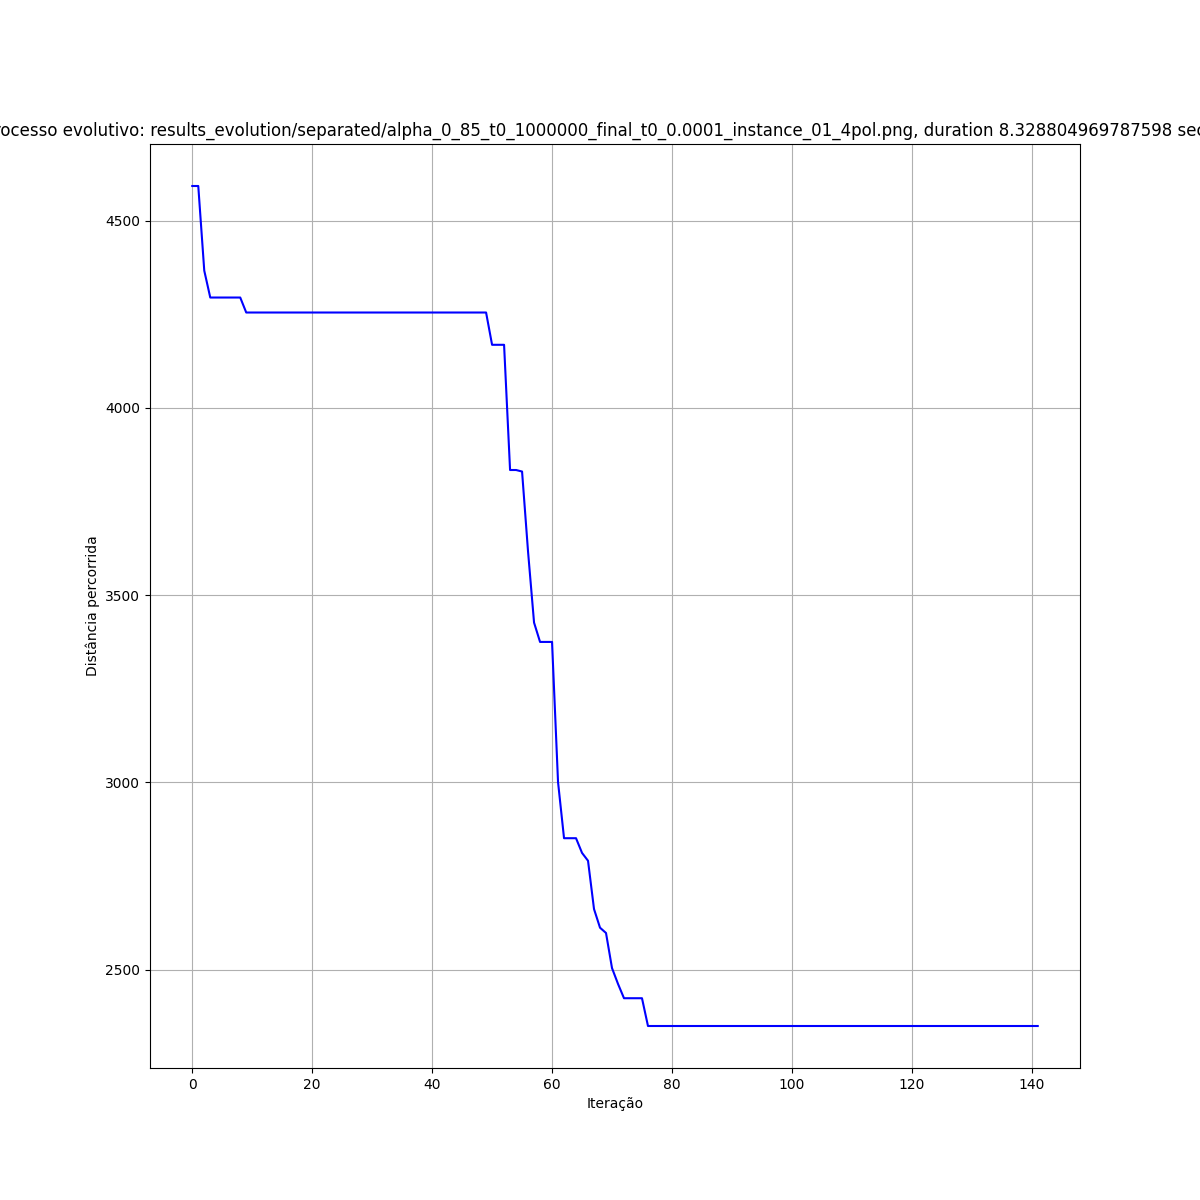 ocesso evolutivo: results_evolution/separated/alpha_0_85_t0_1000000_final_t0_0.0001_instance_01_4pol.png, duration 8.328804969787598 sec
4500
4000
3500
3000
2500
Distância percorrida
0 20 40 60 80 100 120 140
Iteração